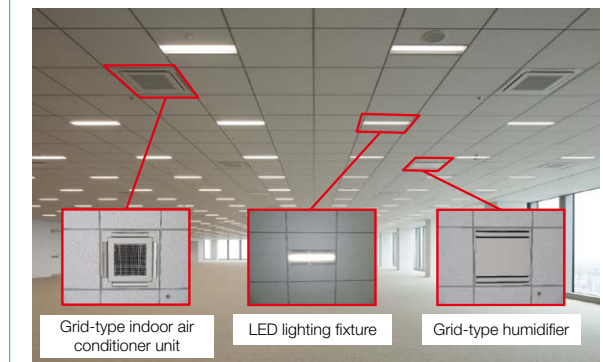 Grid-type indoor air
conditioner unit
LED lighting fixture
Grid-type humidifier